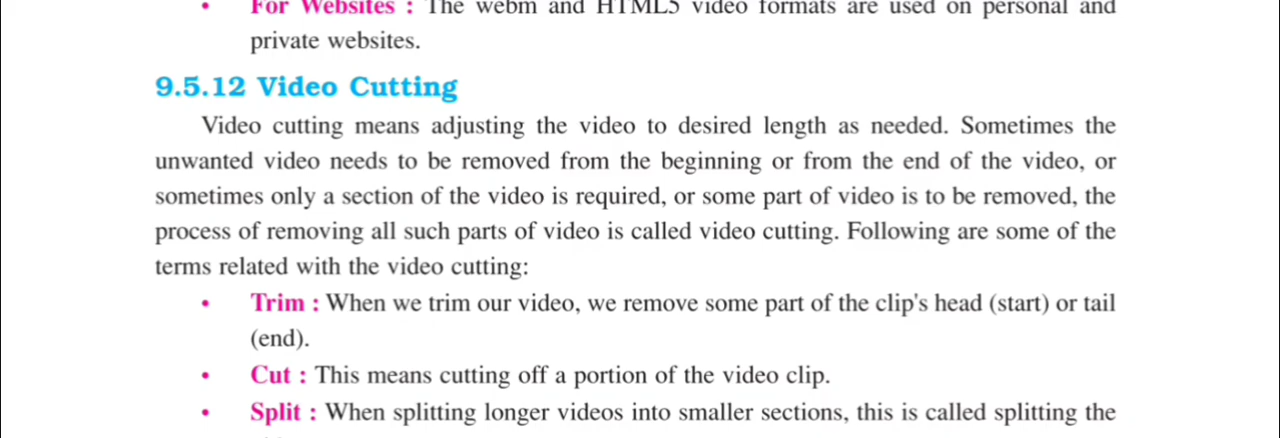 • For Websites : The webm and HTML5 video formats are used on personal and
private websites.
9.5.12 Video Cutting
Video cutting means adjusting the video to desired length as needed. Sometimes the
unwanted video needs to be removed from the beginning or from the end of the video, or
sometimes only a section of the video is required, or some part of video is to be removed, the
process of removing all such parts of video is called video cutting. Following are some of the
terms related with the video cutting:
• Trim : When we trim our video, we remove some part of the clip's head (start) or tail
(end).
• Cut : This means cutting off a portion of the video clip.
• Split : When splitting longer videos into smaller sections, this is called splitting the